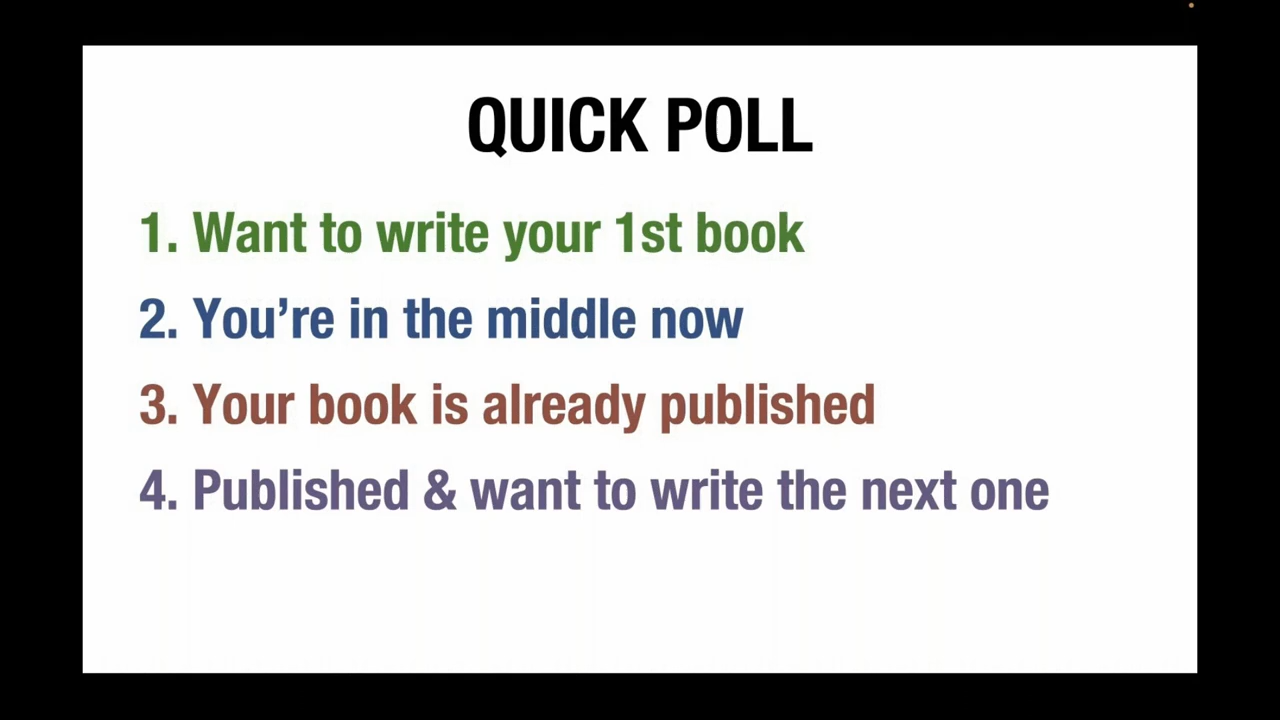 QUICK POLL
1. Want to write your 1st book
2. You’re in the middle now
3. Your book is already published
4. Published & want to write the next one